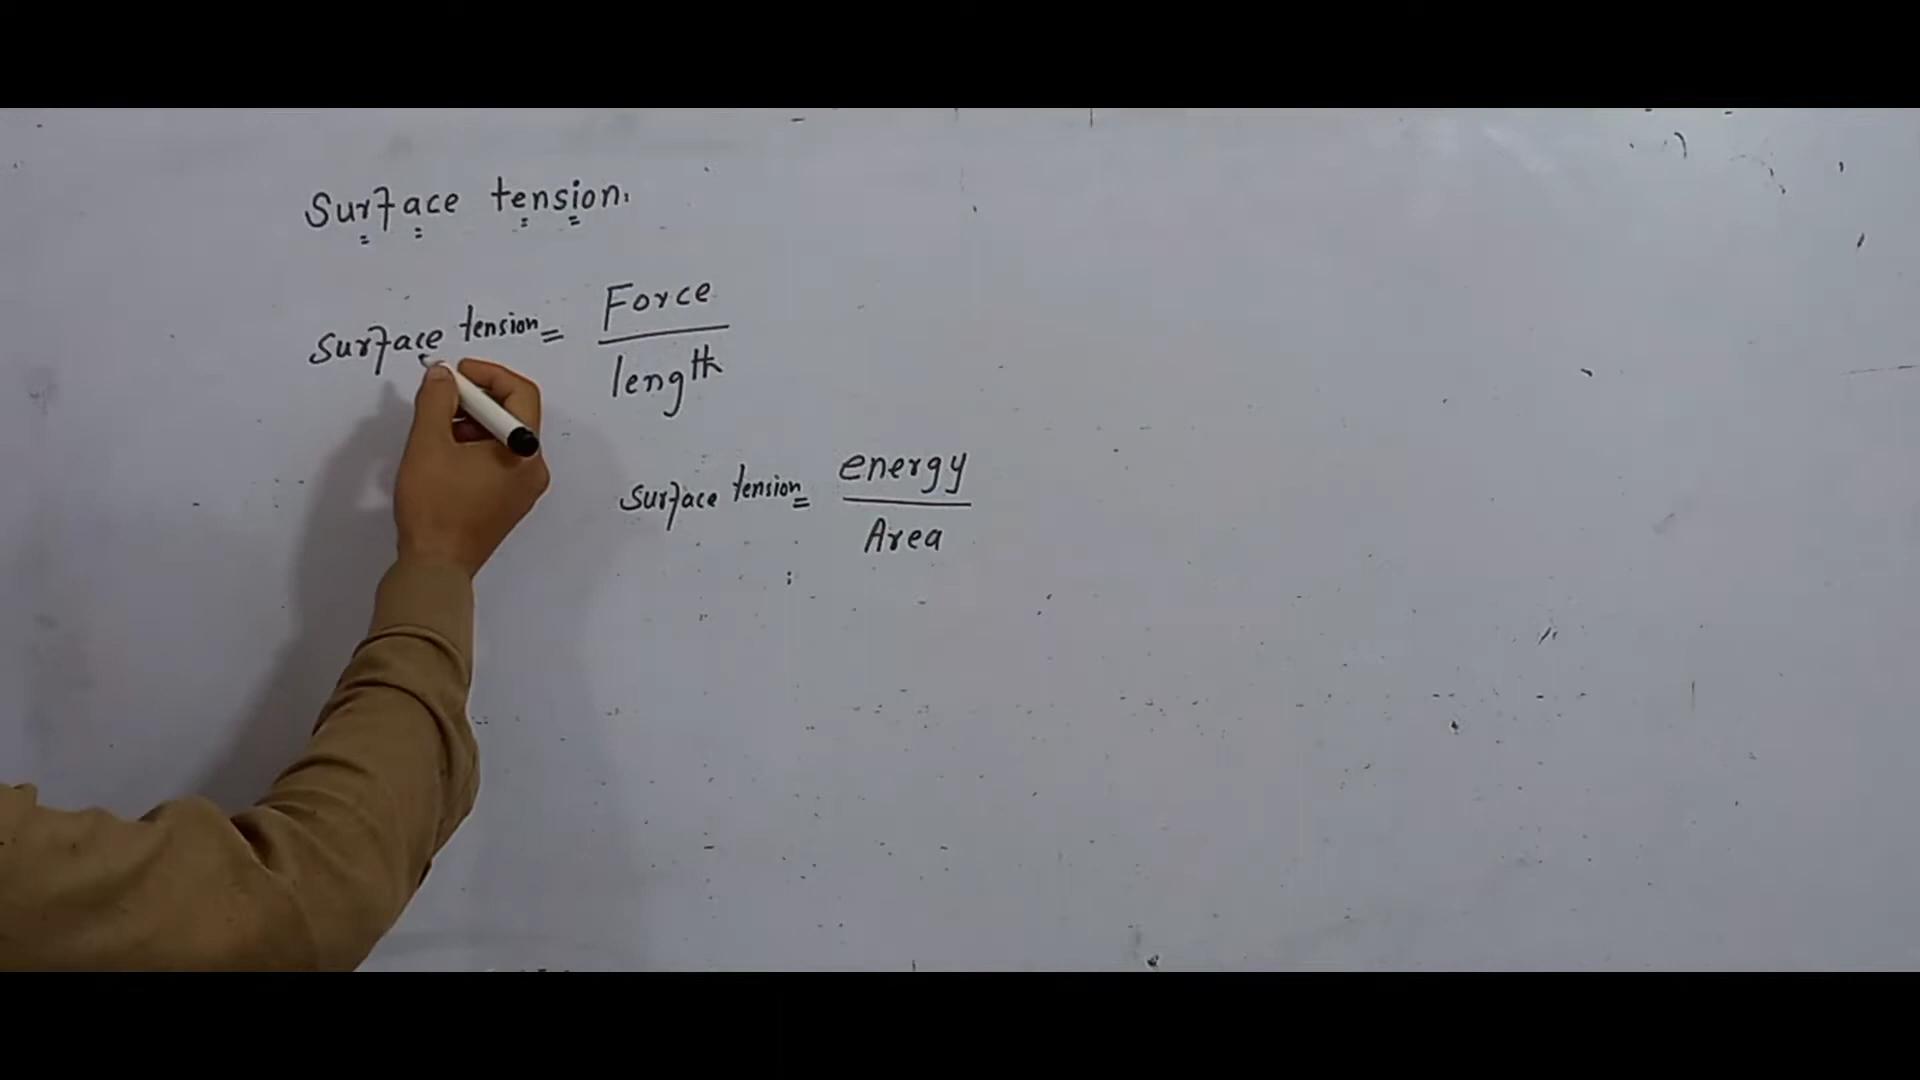 Surface tension.
Surface tension = Force
length
Surface tension = energy
Area